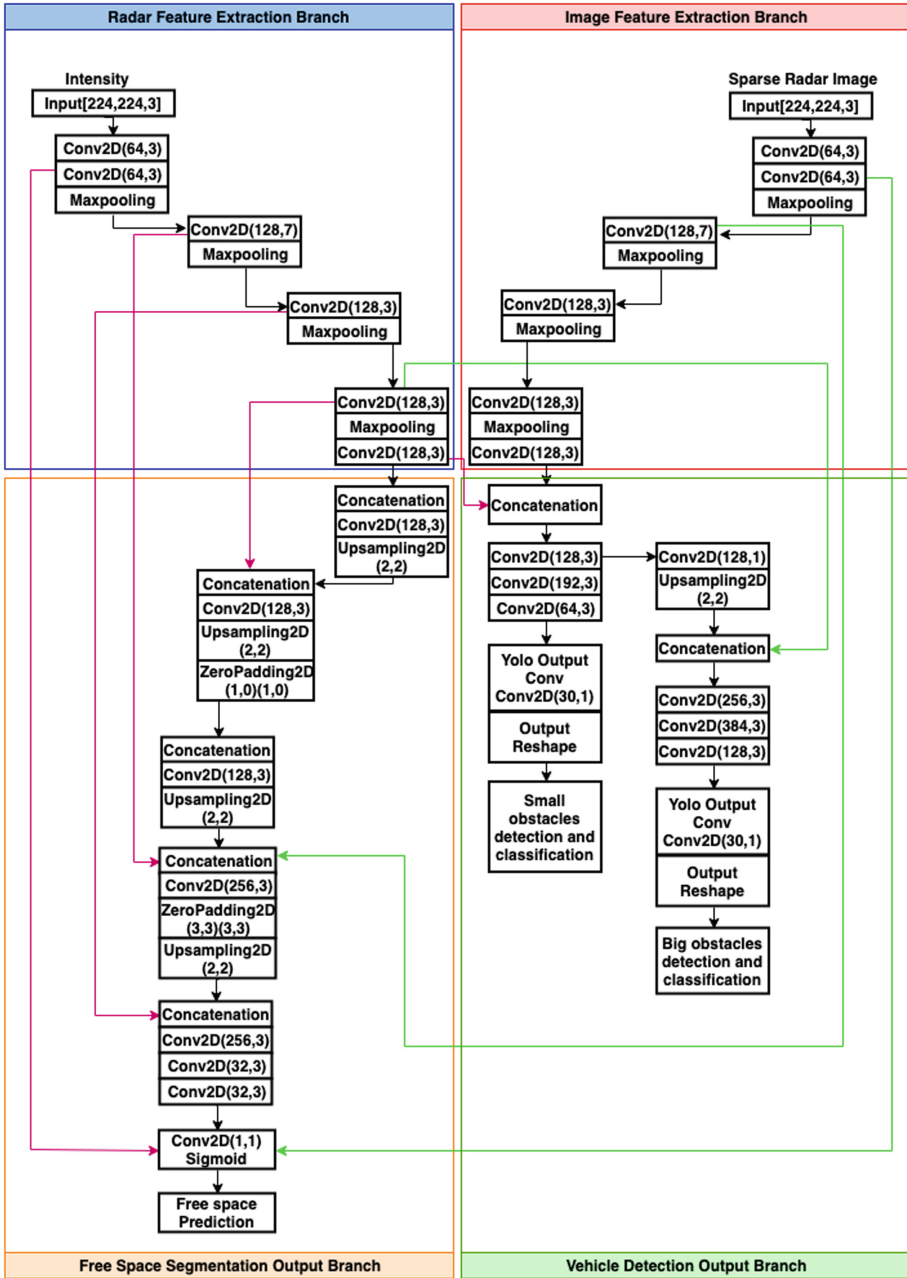 Radar Feature Extraction Branch
Image Feature Extraction Branch
Intensity
Input[224,224,3]
Conv2D(64,3)
Conv2D(64,3)
Maxpooling
Conv2D(128,7)
Maxpooling
Conv2D(128,3)
Maxpooling
Conv2D(128,3)
Maxpooling
Conv2D(128,3)
Sparse Radar Image
Input[224,224,3]
Conv2D(64,3)
Conv2D(64,3)
Maxpooling
Conv2D(128,7)
Maxpooling
Conv2D(128,3)
Maxpooling
Conv2D(128,3)
Maxpooling
Conv2D(128,3)
Concatenation
Conv2D(128,3)
Upsampling2D
(2,2)
Concatenation
Conv2D(128,3)
Upsampling2D
(2,2)
ZeroPadding2D
(1,0)(1,0)
Concatenation
Conv2D(128,3)
Upsampling2D
(2,2)
Concatenation
Conv2D(256,3)
ZeroPadding2D
(3,3)(3,3)
Upsampling2D
(2,2)
Concatenation
Conv2D(256,3)
Conv2D(32,3)
Conv2D(32,3)
Conv2D(1,1)
Sigmoid
Free space
Prediction
Concatenation
Conv2D(128,3)
Conv2D(192,3)
Conv2D(64,3)
Yolo Output
Conv
Conv2D(30,1)
Output
Reshape
Small
obstacles
detection and
classification
Conv2D(128,1)
Upsampling2D
(2,2)
Concatenation
Conv2D(256,3)
Conv2D(384,3)
Conv2D(128,3)
Yolo Output
Conv
Conv2D(30,1)
Output
Reshape
Big obstacles
detection and
classification
Free Space Segmentation Output Branch
Vehicle Detection Output Branch